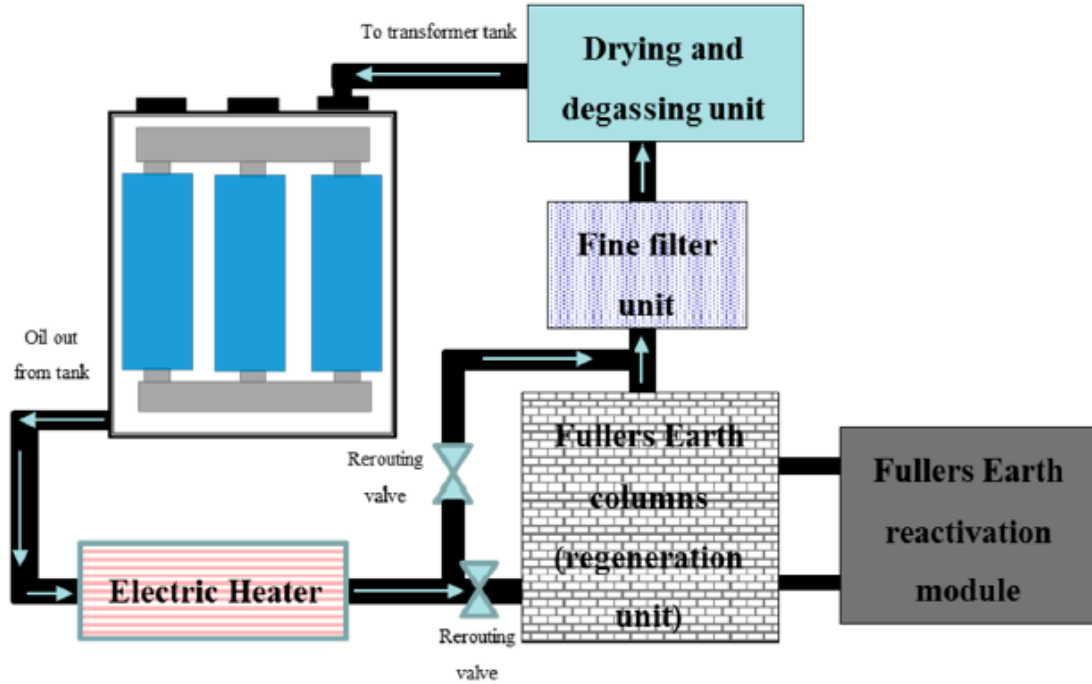 To transformer tank
Drying and
degassing unit
Fine filter
unit
Oil out
from tank
Rerouting
valve
Fullers Earth
columns
(regeneration
unit)
Fullers Earth
reactivation
module
Electric Heater
Rerouting
valve